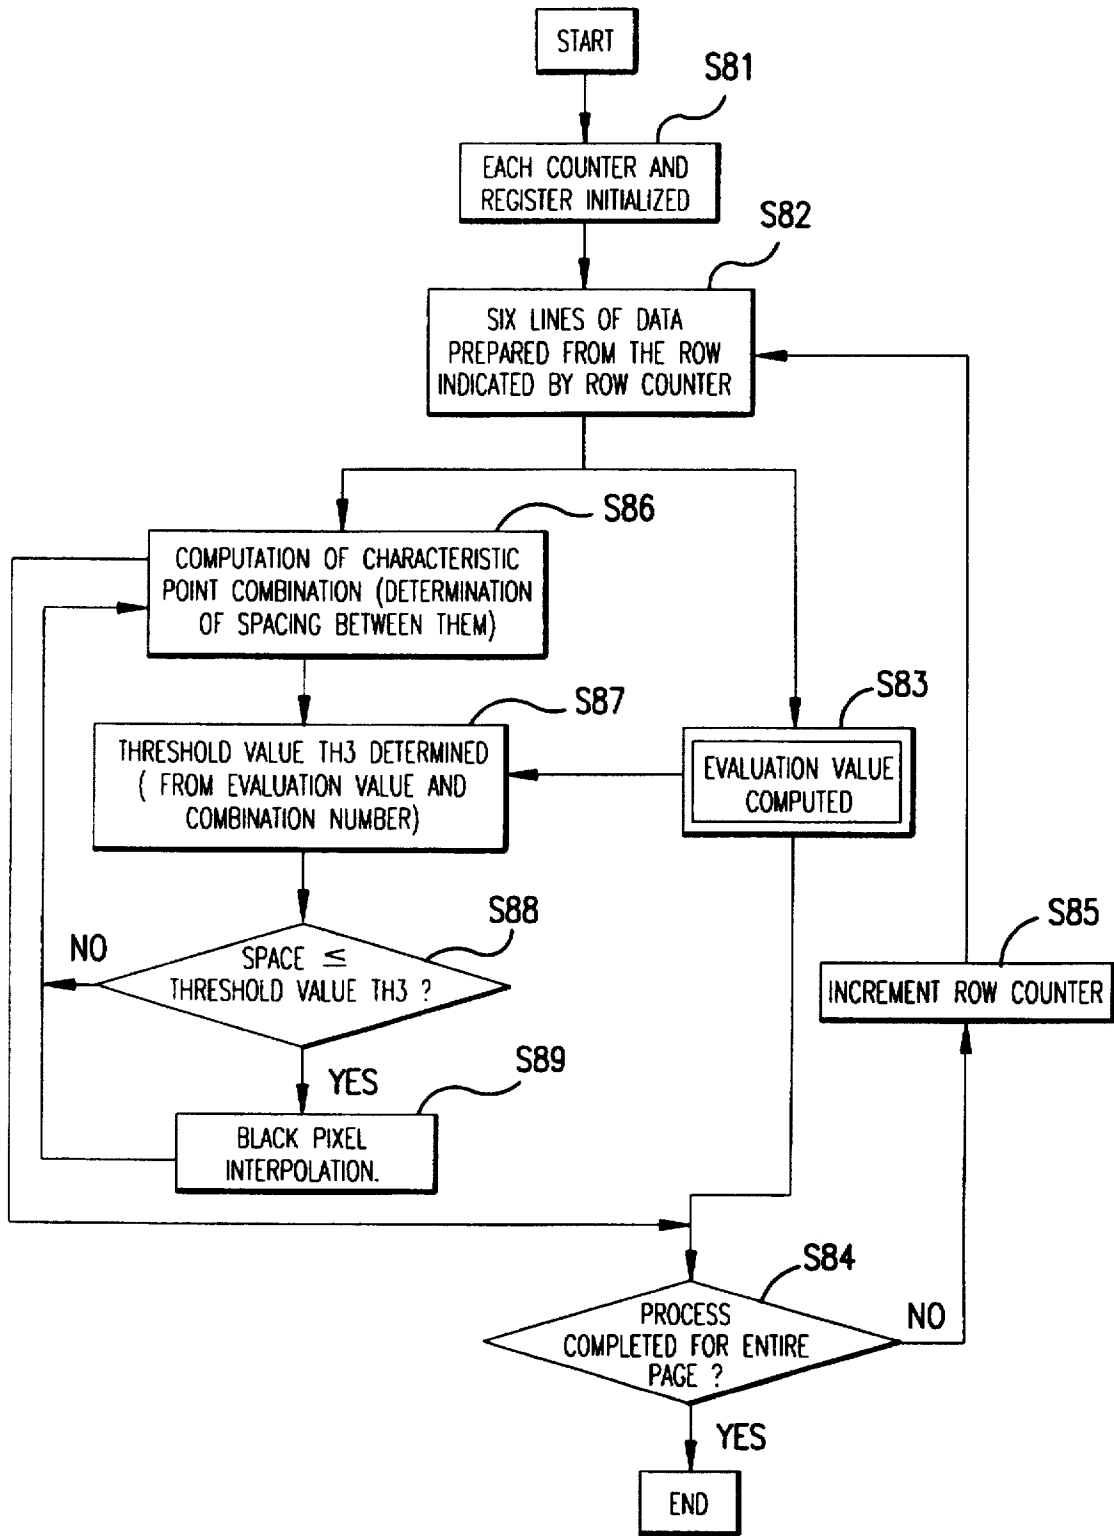 START
S81
EACH COUNTER AND
REGISTER INITIALIZED
S82
SIX LINES OF DATA
PREPARED FROM THE ROW
INDICATED BY ROW COUNTER
S86
COMPUTATION OF CHARACTERISTIC
POINT COMBINATION (DETERMINATION
OF SPACING BETWEEN THEM)
S87
THRESHOLD VALUE TH3 DETERMINED
( FROM EVALUATION VALUE AND
COMBINATION NUMBER)
S83
EVALUATION VALUE
COMPUTED
S88
NO
SPACE ≤
THRESHOLD VALUE TH3 ?
S85
INCREMENT ROW COUNTER
YES
S89
BLACK PIXEL
INTERPOLATION.
S84
PROCESS
COMPLETED FOR ENTIRE
PAGE ?
NO
YES
END